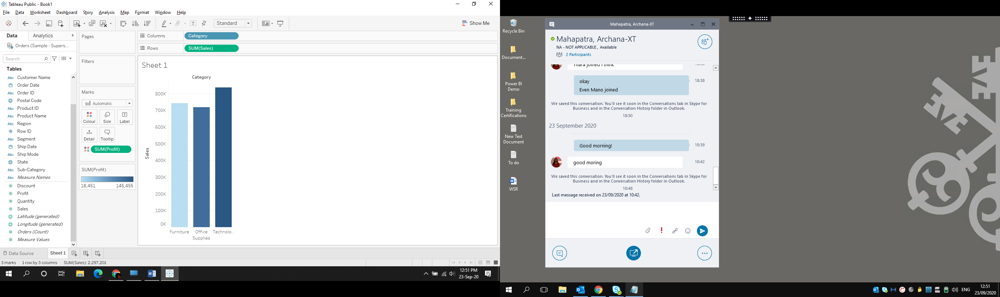 Tableau Public - Book1
File Data Worksheet Dashboard Story Analysis Map Format Window Help
Standard
Show Me
Data Analytics
Orders (Sample - Supers...
Search
Tables
Abc Customer Name
Order Date
Abc Order ID
Postal Code
Abc Product ID
Abc Product Name
Abc Region
# Row ID
Abc Segment
Ship Date
Abc Ship Mode
State
Abc Sub-Category
Abc Measure Names
# Discount
# Profit
# Quantity
# Sales
Latitude (generated)
Longitude (generated)
# Orders (Count)
# Measure Values
Pages
Filters
Marks
Automatic
Colour Size Label
Detail Tooltip
SUM(Profit)
SUM(Profit)
18,451 145,455
Columns Category
Rows SUM(Sales)
Sheet 1
Category
Sales
800K
700K
600K
500K
400K
300K
200K
100K
0K
Furniture Office Supplies Technolo..
Data Source Sheet 1
3 marks 1 row by 3 columns SUM(Sales): 2,297,201
12:51 PM
23-Sep-20
Recycle Bin
Document...
Power BI
Demo
Training
Certifications
New Text
Document
To do
WSR
Mahapatra, Archana-XT
Mahapatra, Archana-XT
NA - NOT APPLICABLE, Available
2 Participants
joined I think
okay 18:38
Even Mano joined
We saved this conversation. You'll see it soon in the Conversations tab in Skype for
Business and in the Conversation History folder in Outlook.
18:50
23 September 2020
Good morning! 10:39
good moring 10:42
We saved this conversation. You'll see it soon in the Conversations tab in Skype for
Business and in the Conversation History folder in Outlook.
10:48
Last message received on 23/09/2020 at 10:42.
EVE
EVE
ENG
12:51
23/09/2020